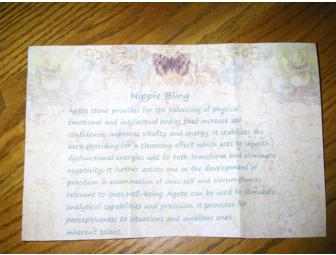 Hippie Bling
Agate stone provides for the balancing of physical,
emotional and intellectual bodies that increase self
confidence, improves vitality and energy. It stabilizes the
aura providing for a cleansing effect which acts to smooth
dysfunctional energies and to both transform and eliminate
negativity. It further assists one in the development of
precision in examination of ones self and circumstances
relevant to ones well-being. Agate can be used to stimulate
analytical capabilities and precision. It provides for
perceptiveness to situations and awakens ones
inherent talent.